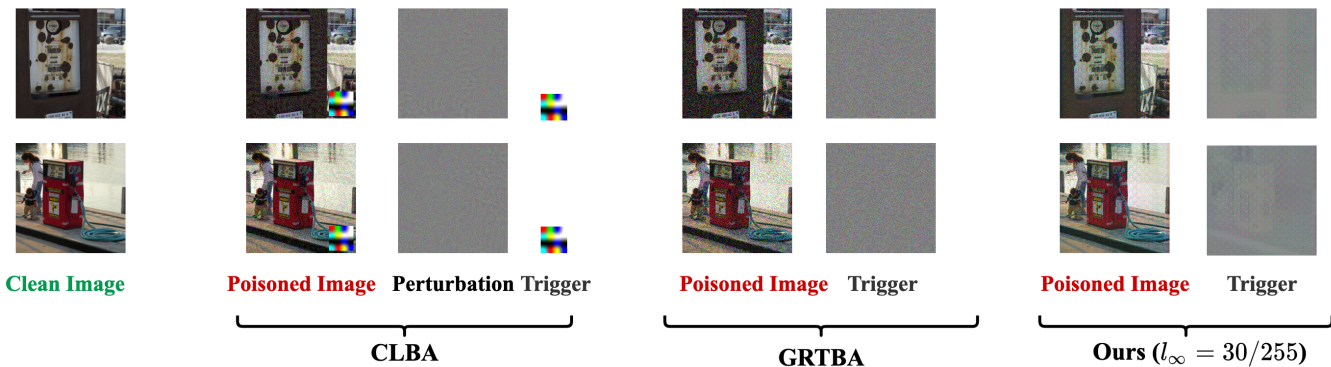 Clean Image
Poisoned Image Perturbation Trigger
Poisoned Image Trigger
Poisoned Image Trigger
CLBA
GRTBA
Ours (l∞ = 30/255)